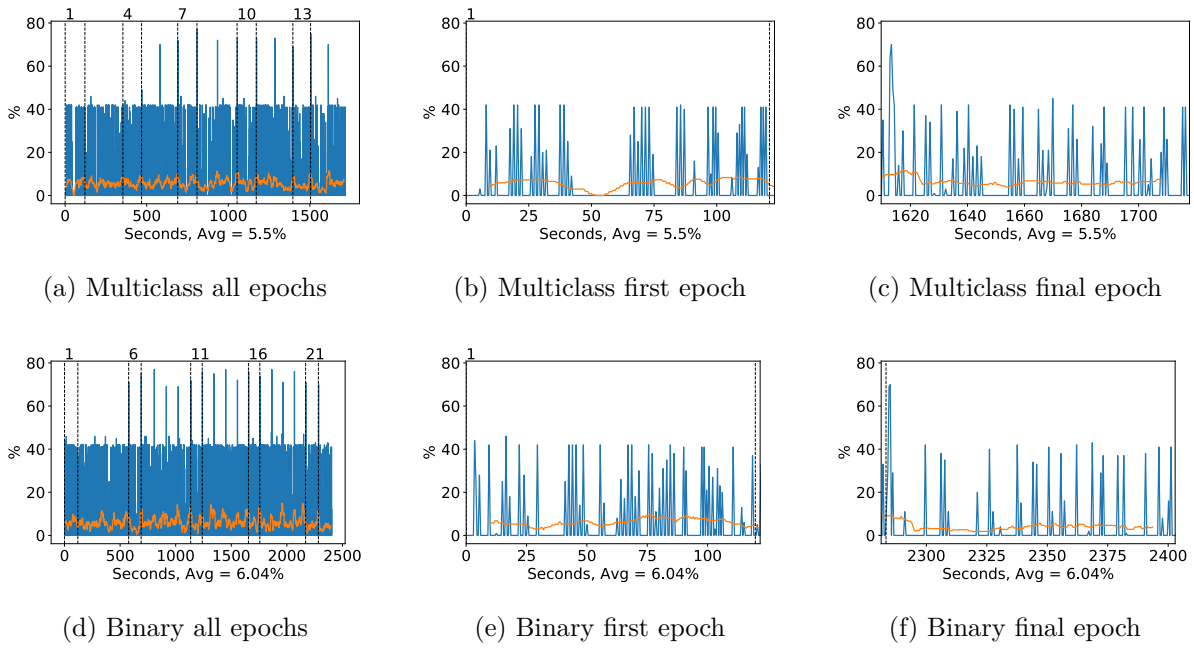 1 4 7 10 13
80
60
40
20
0
%
0 500 1000 1500
Seconds, Avg = 5.5%
(a) Multiclass all epochs
1
80
60
40
20
0
%
0 25 50 75 100
Seconds, Avg = 5.5%
(b) Multiclass first epoch
80
60
40
20
0
%
1620 1640 1660 1680 1700
Seconds, Avg = 5.5%
(c) Multiclass final epoch
1 6 11 16 21
80
60
40
20
0
%
0 500 1000 1500 2000 2500
Seconds, Avg = 6.04%
(d) Binary all epochs
1
80
60
40
20
0
%
0 25 50 75 100
Seconds, Avg = 6.04%
(e) Binary first epoch
80
60
40
20
0
%
2300 2325 2350 2375 2400
Seconds, Avg = 6.04%
(f) Binary final epoch